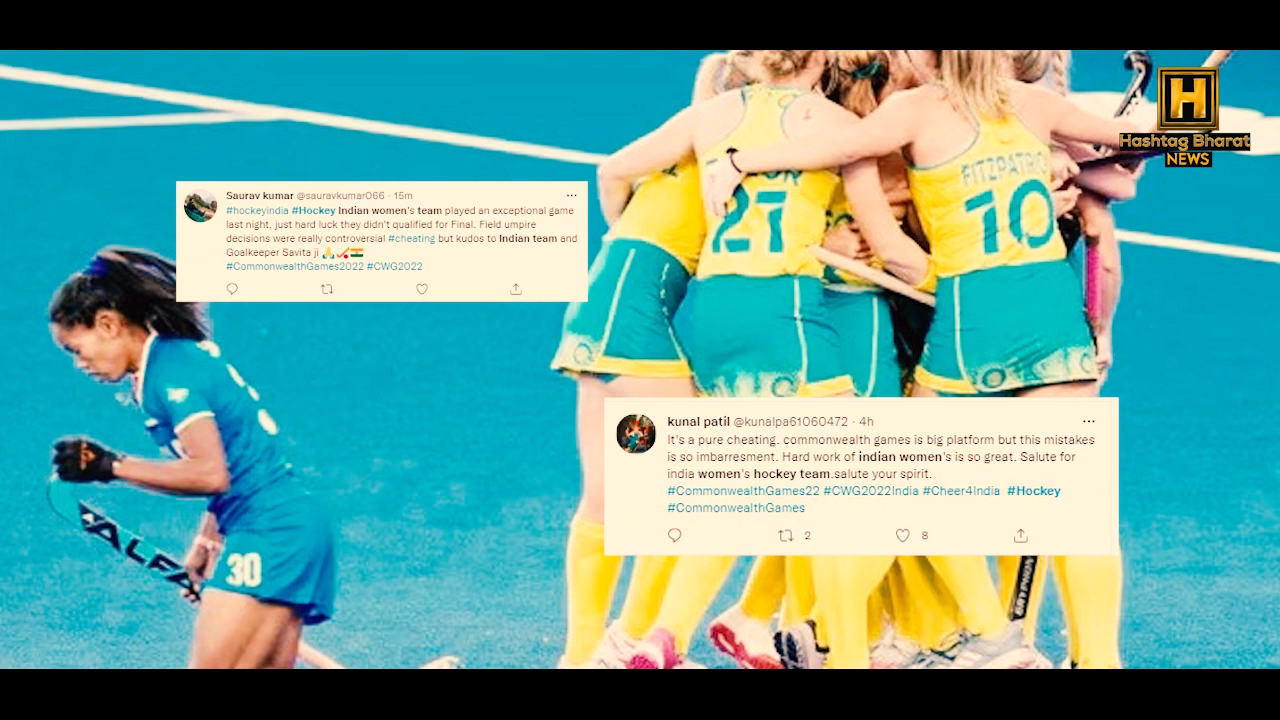 H
Hashtag Bharat
NEWS
Saurav kumar @sauravkumar066 · 15m
#hockeyindia #Hockey Indian women's team played an exceptional game
last night, just hard luck they didn't qualified for Final. Field umpire
decisions were really controversial #cheating but kudos to Indian team and
Goalkeeper Savita ji 🙏🏑🇮🇳
#CommonwealthGames2022 #CWG2022
FITZPATRIC
21
10
kunal patil @kunalpa61060472 · 4h
It's a pure cheating. commonwealth games is big platform but this mistakes
is so imbarresment. Hard work of indian women's is so great. Salute for
india women's hockey team.salute your spirit.
#CommonwealthGames22 #CWG2022India #Cheer4India #Hockey
#CommonwealthGames
2 8
ALFA
30